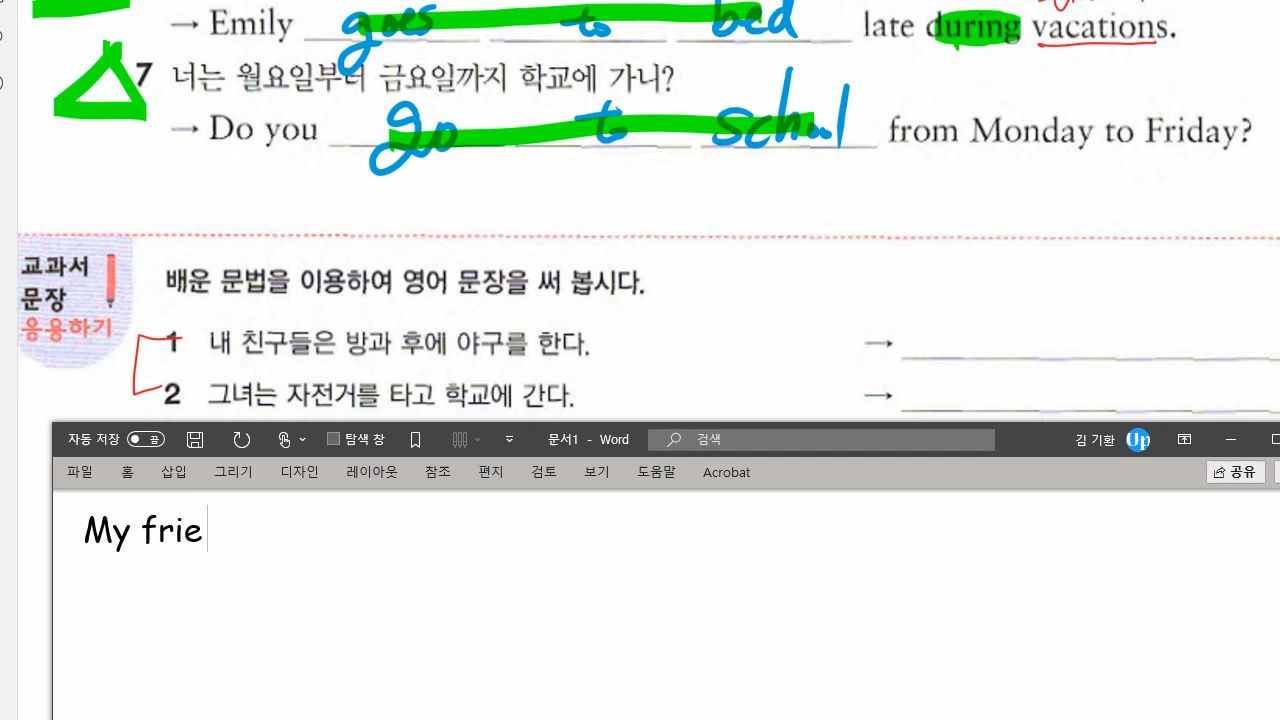 → Emily goes to bed late during vacations.
7 너는 월요일부터 금요일까지 학교에 가니?
→ Do you go to school from Monday to Friday?
교과서
문장
응용하기
배운 문법을 이용하여 영어 문장을 써 봅시다.
1 내 친구들은 방과 후에 야구를 한다. →
2 그녀는 자전거를 타고 학교에 간다. →
자동 저장 끔 탐색 창 문서1 - Word 검색 김 기환 Up
파일 홈 삽입 그리기 디자인 레이아웃 참조 편지 검토 보기 도움말 Acrobat 공유
My frie